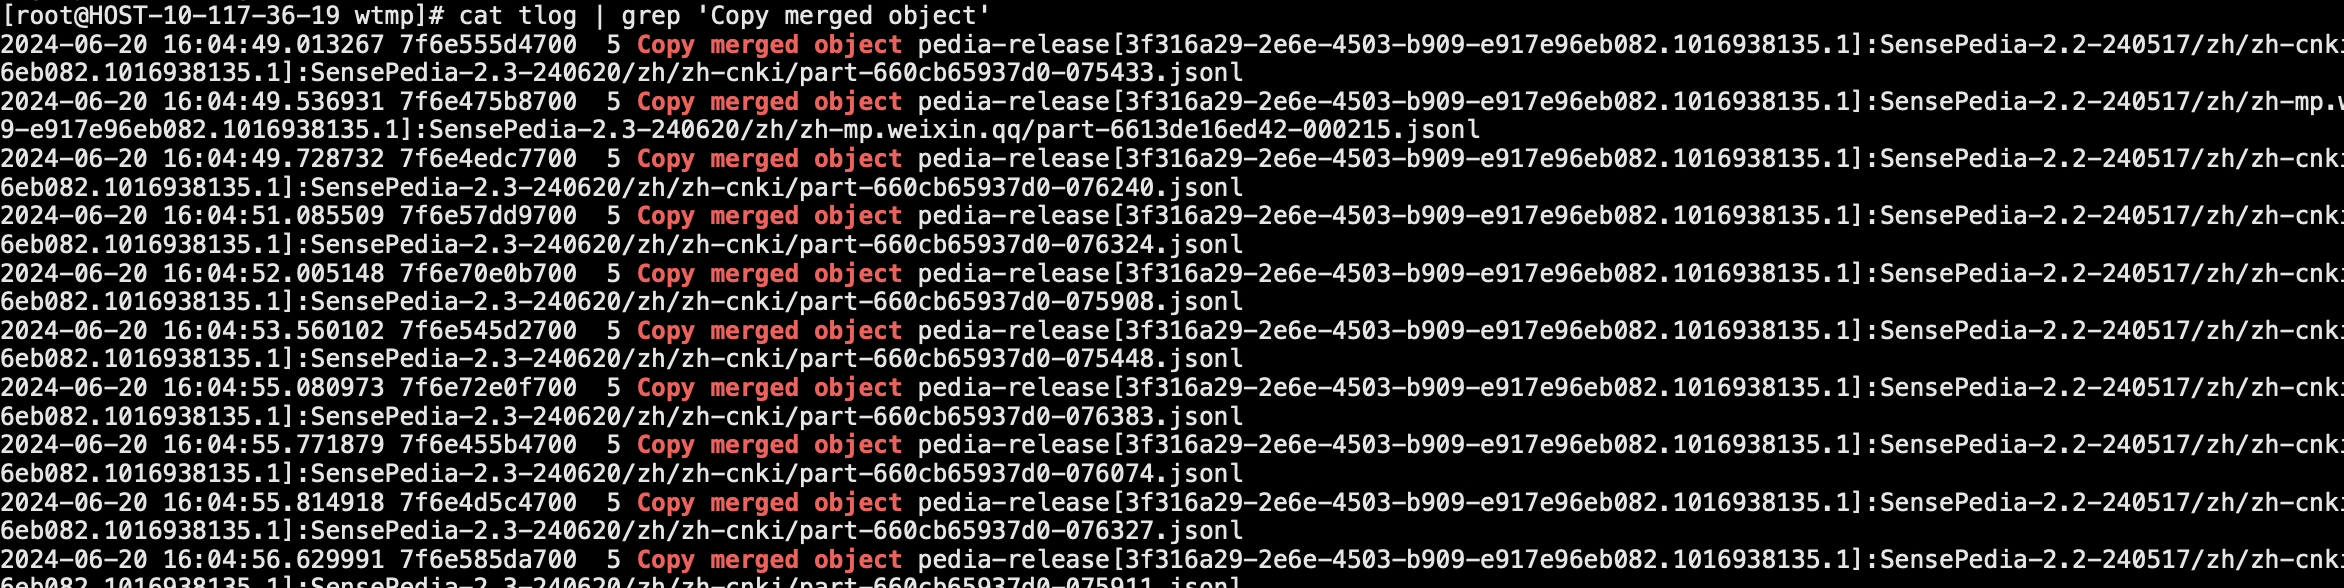 [root@HOST-10-117-36-19 wtmp]# cat tlog | grep 'Copy merged object'
2024-06-20 16:04:49.013267 7f6e555d4700  5 Copy merged object pedia-release[3f316a29-2e6e-4503-b909-e917e96eb082.1016938135.1]:SensePedia-2.2-240517/zh/zh-cnki
6eb082.1016938135.1]:SensePedia-2.3-240620/zh/zh-cnki/part-660cb65937d0-075433.jsonl
2024-06-20 16:04:49.536931 7f6e475b8700  5 Copy merged object pedia-release[3f316a29-2e6e-4503-b909-e917e96eb082.1016938135.1]:SensePedia-2.2-240517/zh/zh-mp.w
9-e917e96eb082.1016938135.1]:SensePedia-2.3-240620/zh/zh-mp.weixin.qq/part-6613de16ed42-000215.jsonl
2024-06-20 16:04:49.728732 7f6e4edc7700  5 Copy merged object pedia-release[3f316a29-2e6e-4503-b909-e917e96eb082.1016938135.1]:SensePedia-2.2-240517/zh/zh-cnki
6eb082.1016938135.1]:SensePedia-2.3-240620/zh/zh-cnki/part-660cb65937d0-076240.jsonl
2024-06-20 16:04:51.085509 7f6e57dd9700  5 Copy merged object pedia-release[3f316a29-2e6e-4503-b909-e917e96eb082.1016938135.1]:SensePedia-2.2-240517/zh/zh-cnki
6eb082.1016938135.1]:SensePedia-2.3-240620/zh/zh-cnki/part-660cb65937d0-076324.jsonl
2024-06-20 16:04:52.005148 7f6e70e0b700  5 Copy merged object pedia-release[3f316a29-2e6e-4503-b909-e917e96eb082.1016938135.1]:SensePedia-2.2-240517/zh/zh-cnki
6eb082.1016938135.1]:SensePedia-2.3-240620/zh/zh-cnki/part-660cb65937d0-075908.jsonl
2024-06-20 16:04:53.560102 7f6e545d2700  5 Copy merged object pedia-release[3f316a29-2e6e-4503-b909-e917e96eb082.1016938135.1]:SensePedia-2.2-240517/zh/zh-cnki
6eb082.1016938135.1]:SensePedia-2.3-240620/zh/zh-cnki/part-660cb65937d0-075448.jsonl
2024-06-20 16:04:55.080973 7f6e72e0f700  5 Copy merged object pedia-release[3f316a29-2e6e-4503-b909-e917e96eb082.1016938135.1]:SensePedia-2.2-240517/zh/zh-cnki
6eb082.1016938135.1]:SensePedia-2.3-240620/zh/zh-cnki/part-660cb65937d0-076383.jsonl
2024-06-20 16:04:55.771879 7f6e455b4700  5 Copy merged object pedia-release[3f316a29-2e6e-4503-b909-e917e96eb082.1016938135.1]:SensePedia-2.2-240517/zh/zh-cnki
6eb082.1016938135.1]:SensePedia-2.3-240620/zh/zh-cnki/part-660cb65937d0-076074.jsonl
2024-06-20 16:04:55.814918 7f6e4d5c4700  5 Copy merged object pedia-release[3f316a29-2e6e-4503-b909-e917e96eb082.1016938135.1]:SensePedia-2.2-240517/zh/zh-cnki
6eb082.1016938135.1]:SensePedia-2.3-240620/zh/zh-cnki/part-660cb65937d0-076327.jsonl
2024-06-20 16:04:56.629991 7f6e585da700  5 Copy merged object pedia-release[3f316a29-2e6e-4503-b909-e917e96eb082.1016938135.1]:SensePedia-2.2-240517/zh/zh-cnki
6eb082.1016938135.1]:SensePedia-2.3-240620/zh/zh-cnki/part-660cb65937d0-075911.jsonl